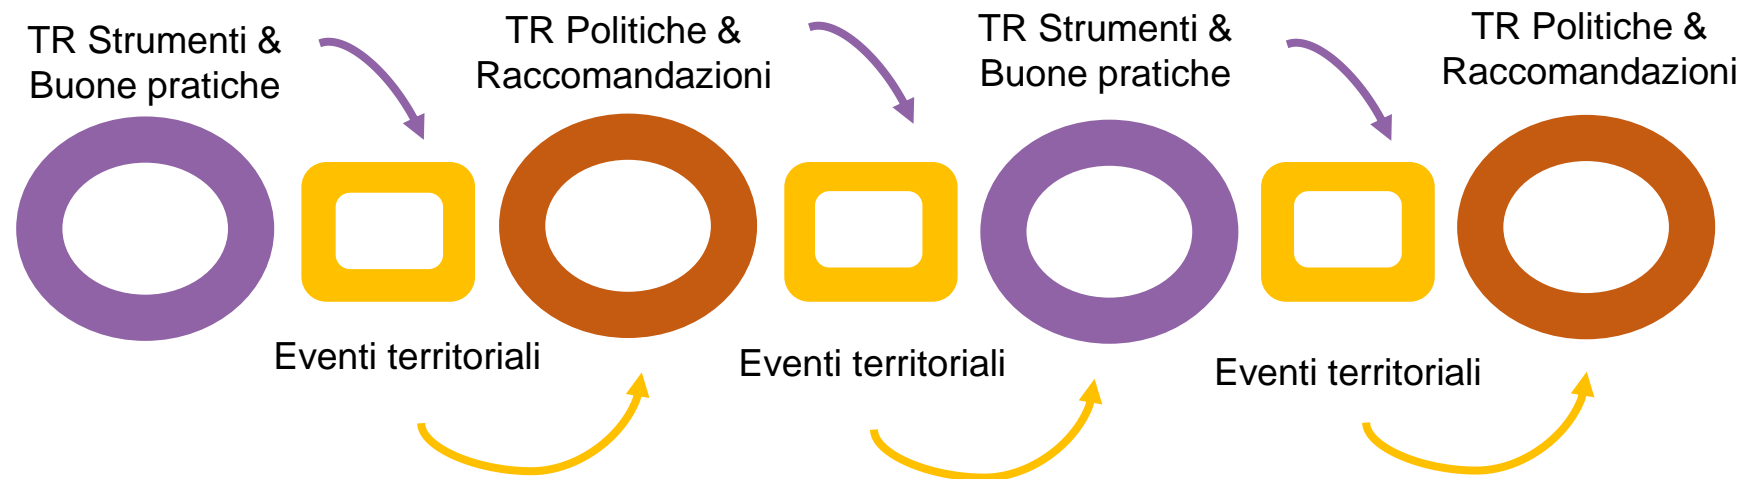 TR Strumenti &
Buone pratiche
TR Politiche &
Raccomandazioni
TR Strumenti &
Buone pratiche
TR Politiche &
Raccomandazioni
Eventi territoriali
Eventi territoriali
Eventi territoriali